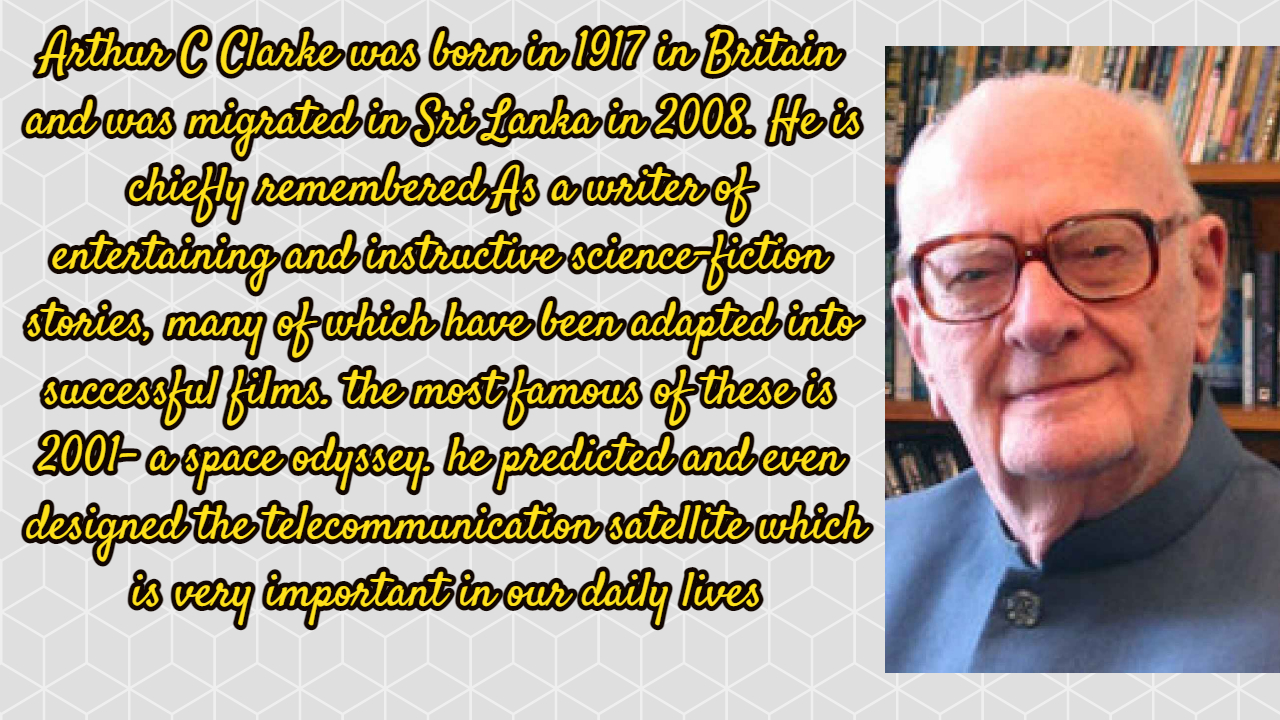 Arthur C Clarke was born in 1917 in Britain
and was migrated in Sri Lanka in 2008. He is
chiefly remembered As a writer of
entertaining and instructive science-fiction
stories, many of which have been adapted into
successful films. the most famous of these is
2001- a space odyssey. he predicted and even
designed the telecommunication satellite which
is very important in our daily lives